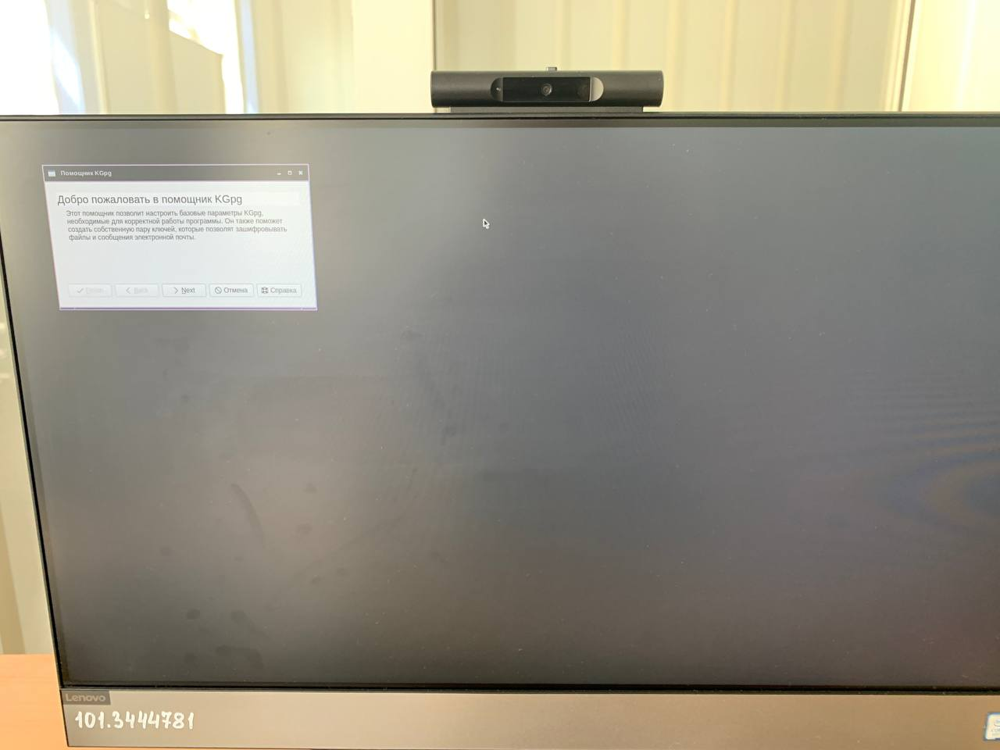 Помощник KGpg
Добро пожаловать в помощник KGpg
Этот помощник позволит настроить базовые параметры KGpg,
необходимые для корректной работы программы. Он также поможет
создать собственную пару ключей, которые позволят зашифровывать
файлы и сообщения электронной почты.
Finish Back Next Отмена Справка
Lenovo
101.3444781